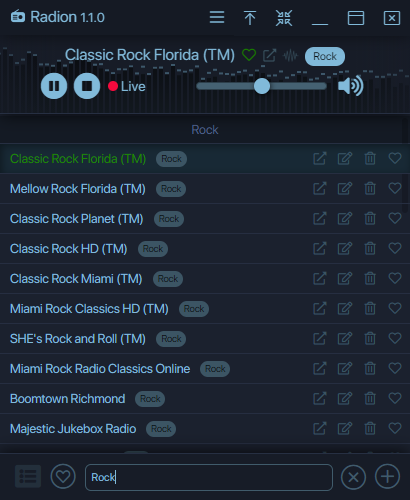 Radion 1.1.0
Classic Rock Florida (TM) Rock
Live
Rock
Classic Rock Florida (TM) Rock
Mellow Rock Florida (TM) Rock
Classic Rock Planet (TM) Rock
Classic Rock HD (TM) Rock
Classic Rock Miami (TM) Rock
Miami Rock Classics HD (TM) Rock
SHE's Rock and Roll (TM) Rock
Miami Rock Radio Classics Online Rock
Boomtown Richmond Rock
Majestic Jukebox Radio Rock
Rock